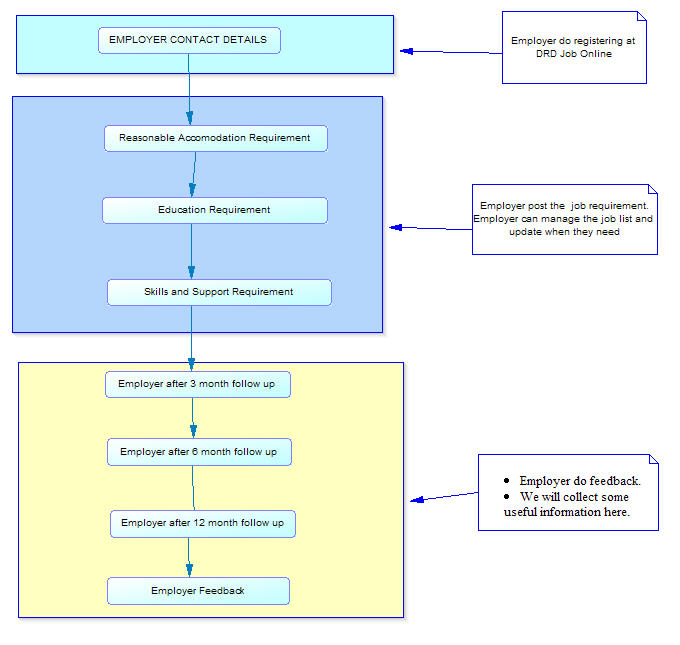 EMPLOYER CONTACT DETAILS
Employer do registering at
DRD Job Online
Reasonable Accomodation Requirement
Education Requirement
Employer post the  job requirement.
Employer can manage the job list and
update when they need
Skills and Support Requirement
Employer after 3 month follow up
Employer after 6 month follow up
• Employer do feedback.
• We will collect some
useful information here.
Employer after 12 month follow up
Employer Feedback